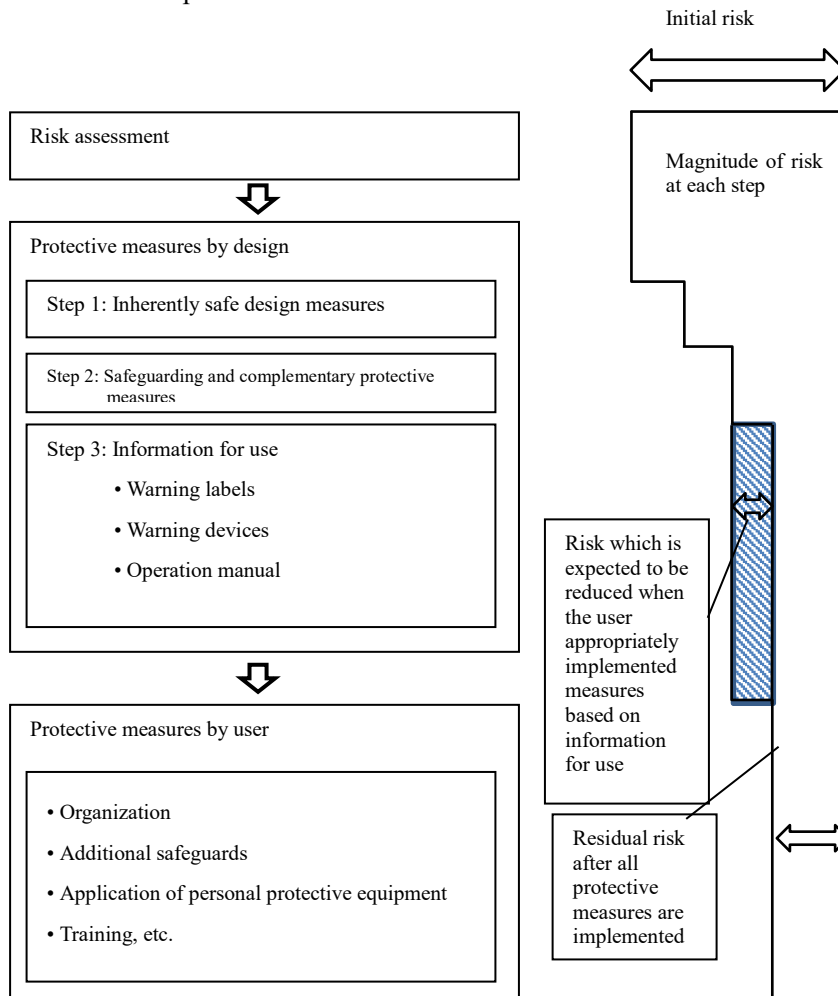 Initial risk
Risk assessment
Magnitude of risk
at each step
Protective measures by design
Step 1: Inherently safe design measures
Step 2: Safeguarding and complementary protective
measures
Step 3: Information for use
• Warning labels
• Warning devices
• Operation manual
Risk which is
expected to be
reduced when
the user
appropriately
implemented
measures
based on
information
for use
Protective measures by user
• Organization
• Additional safeguards
• Application of personal protective equipment
• Training, etc.
Residual risk
after all
protective
measures are
implemented